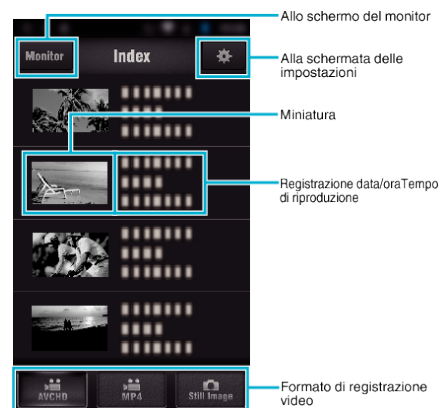 Allo schermo del monitor
Monitor
Index
Alla schermata delle
impostazioni
Miniatura
Registrazione data/oraTempo
di riproduzione
AVCHD
MP4
Still Image
Formato di registrazione
video